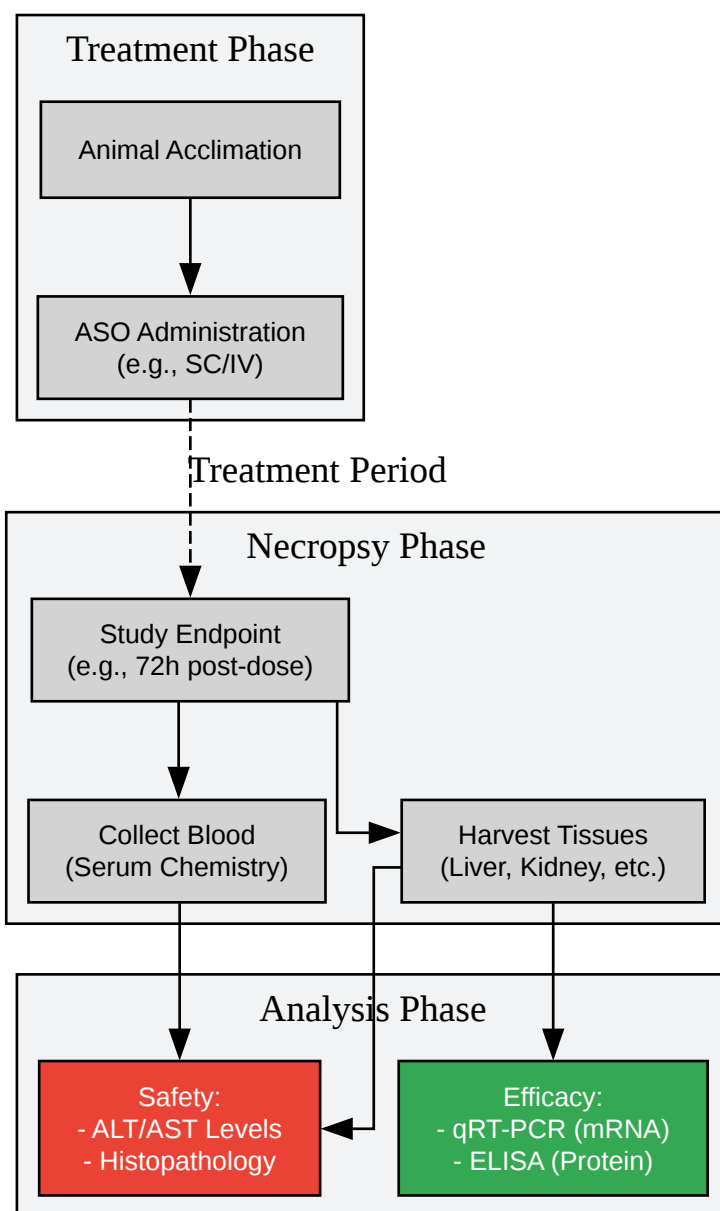 Treatment Phase
Animal Acclimation
ASO Administration
(e.g., SC/IV)
Treatment Period
Necropsy Phase
Study Endpoint
(e.g., 72h post-dose)
Collect Blood
(Serum Chemistry)
Harvest Tissues
(Liver, Kidney, etc.)
Analysis Phase
Safety:
- ALT/AST Levels
- Histopathology
Efficacy:
- qRT-PCR (mRNA)
- ELISA (Protein)